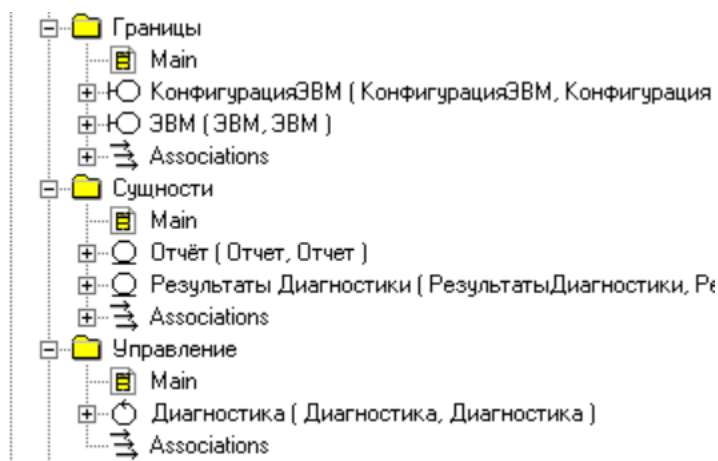 Границы
Main
КонфигурацияЭВМ ( КонфигурацияЭВМ, Конфигурация
ЭВМ ( ЭВМ, ЭВМ )
Associations
Сущности
Main
Отчёт ( Отчет, Отчет )
Результаты Диагностики ( РезультатыДиагностики, Ре
Associations
Управление
Main
Диагностика ( Диагностика, Диагностика )
Associations